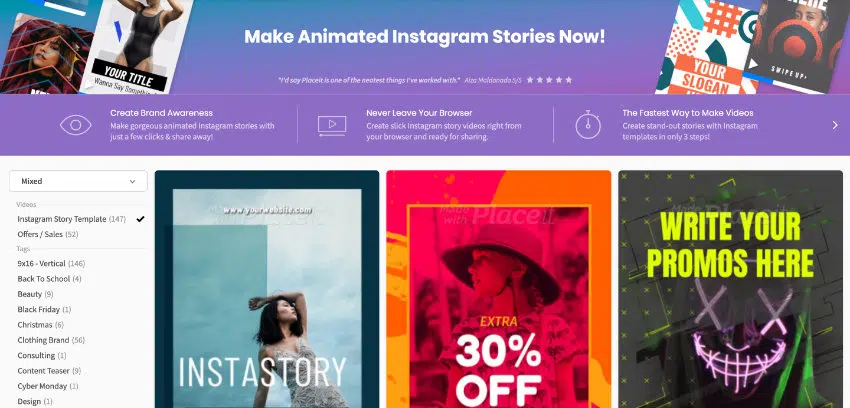 Make Animated Instagram Stories Now!
"I'd say Placeit is one of the neatest things I've worked with." Alza Maldonado 5/5
YOUR TITLE
Wanna Say Something
YOUR
SLOGAN
SWIPE UP
Create Brand Awareness
Make gorgeous animated Instagram stories with
just a few clicks & share away!
Never Leave Your Browser
Create slick Instagram story videos right from
your browser and ready for sharing.
The Fastest Way to Make Videos
Create stand-out stories with Instagram
templates in only 3 steps!
Mixed
Videos
Instagram Story Template (147)
Offers / Sales (52)
Tags
9x16 - Vertical (146)
Back To School (4)
Beauty (9)
Black Friday (1)
Christmas (6)
Clothing Brand (56)
Consulting (1)
Content Teaser (9)
Cyber Monday (1)
Design (1)
www.yourwebsite.com
INSTASTORY
Made
with Placeit
EXTRA
30%
OFF
WRITE YOUR
PROMOS HERE